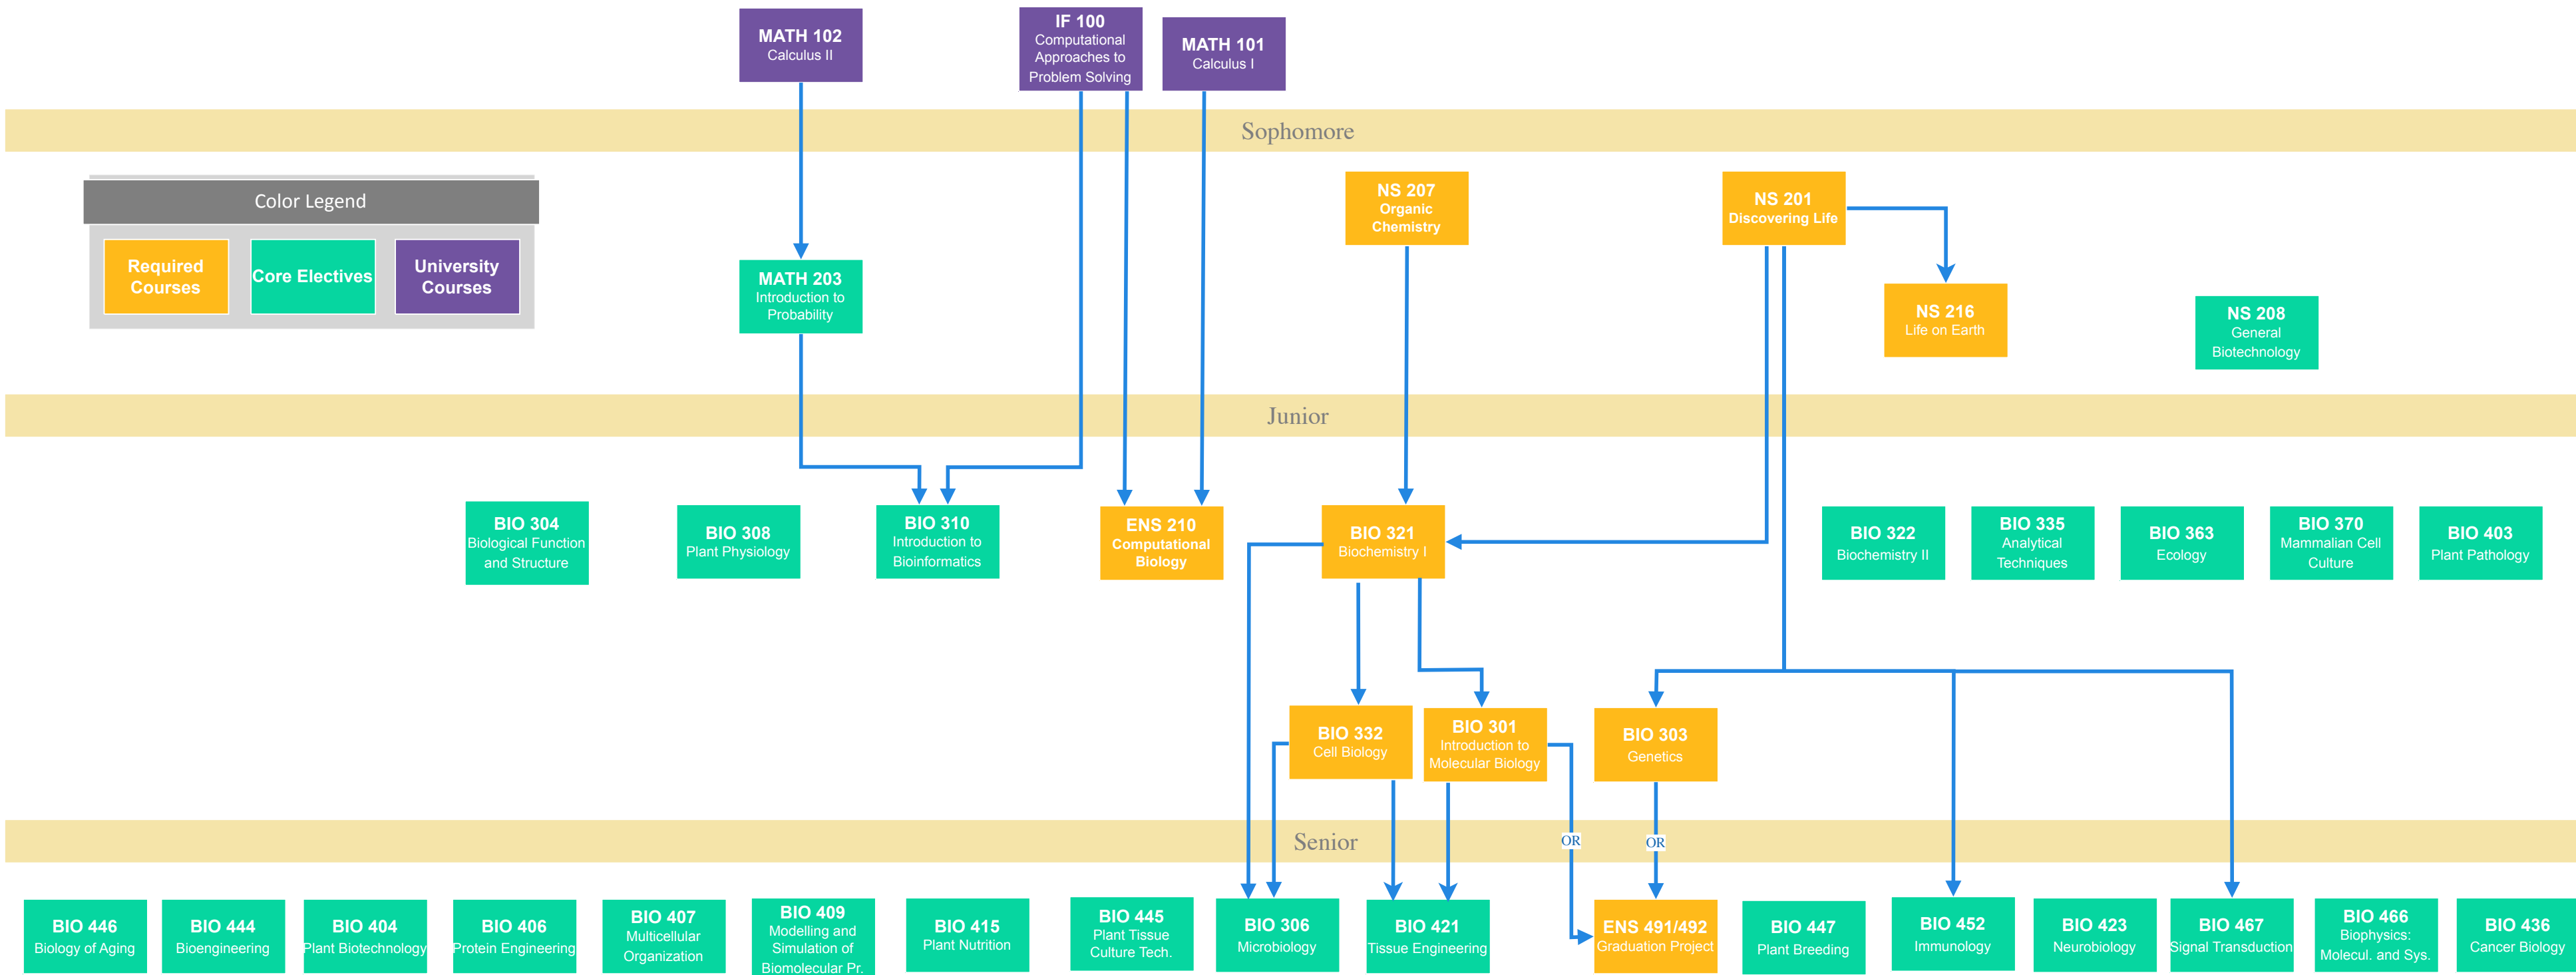 MATH 102
Calculus II
IF 100
Computational
Approaches to
Problem Solving
MATH 101
Calculus I
Sophomore
Color Legend
Required
Courses
Core Electives
University
Courses
NS 207
Organic
Chemistry
NS 201
Discovering Life
MATH 203
Introduction to
Probability
NS 216
Life on Earth
NS 208
General
Biotechnology
Junior
BIO 304
Biological Function
and Structure
BIO 308
Plant Physiology
BIO 310
Introduction to
Bioinformatics
ENS 210
Computational
Biology
BIO 321
Biochemistry I
BIO 322
Biochemistry II
BIO 335
Analytical
Techniques
BIO 363
Ecology
BIO 370
Mammalian Cell
Culture
BIO 403
Plant Pathology
BIO 332
Cell Biology
BIO 301
Introduction to
Molecular Biology
BIO 303
Genetics
Senior
OR
OR
BIO 446
Biology of Aging
BIO 444
Bioengineering
BIO 404
Plant Biotechnology
BIO 406
Protein Engineering
BIO 407
Multicellular
Organization
BIO 409
Modelling and
Simulation of
Biomolecular Pr.
BIO 415
Plant Nutrition
BIO 445
Plant Tissue
Culture Tech.
BIO 306
Microbiology
BIO 421
Tissue Engineering
ENS 491/492
Graduation Project
BIO 447
Plant Breeding
BIO 452
Immunology
BIO 423
Neurobiology
BIO 467
Signal Transduction
BIO 466
Biophysics:
Molecul. and Sys.
BIO 436
Cancer Biology